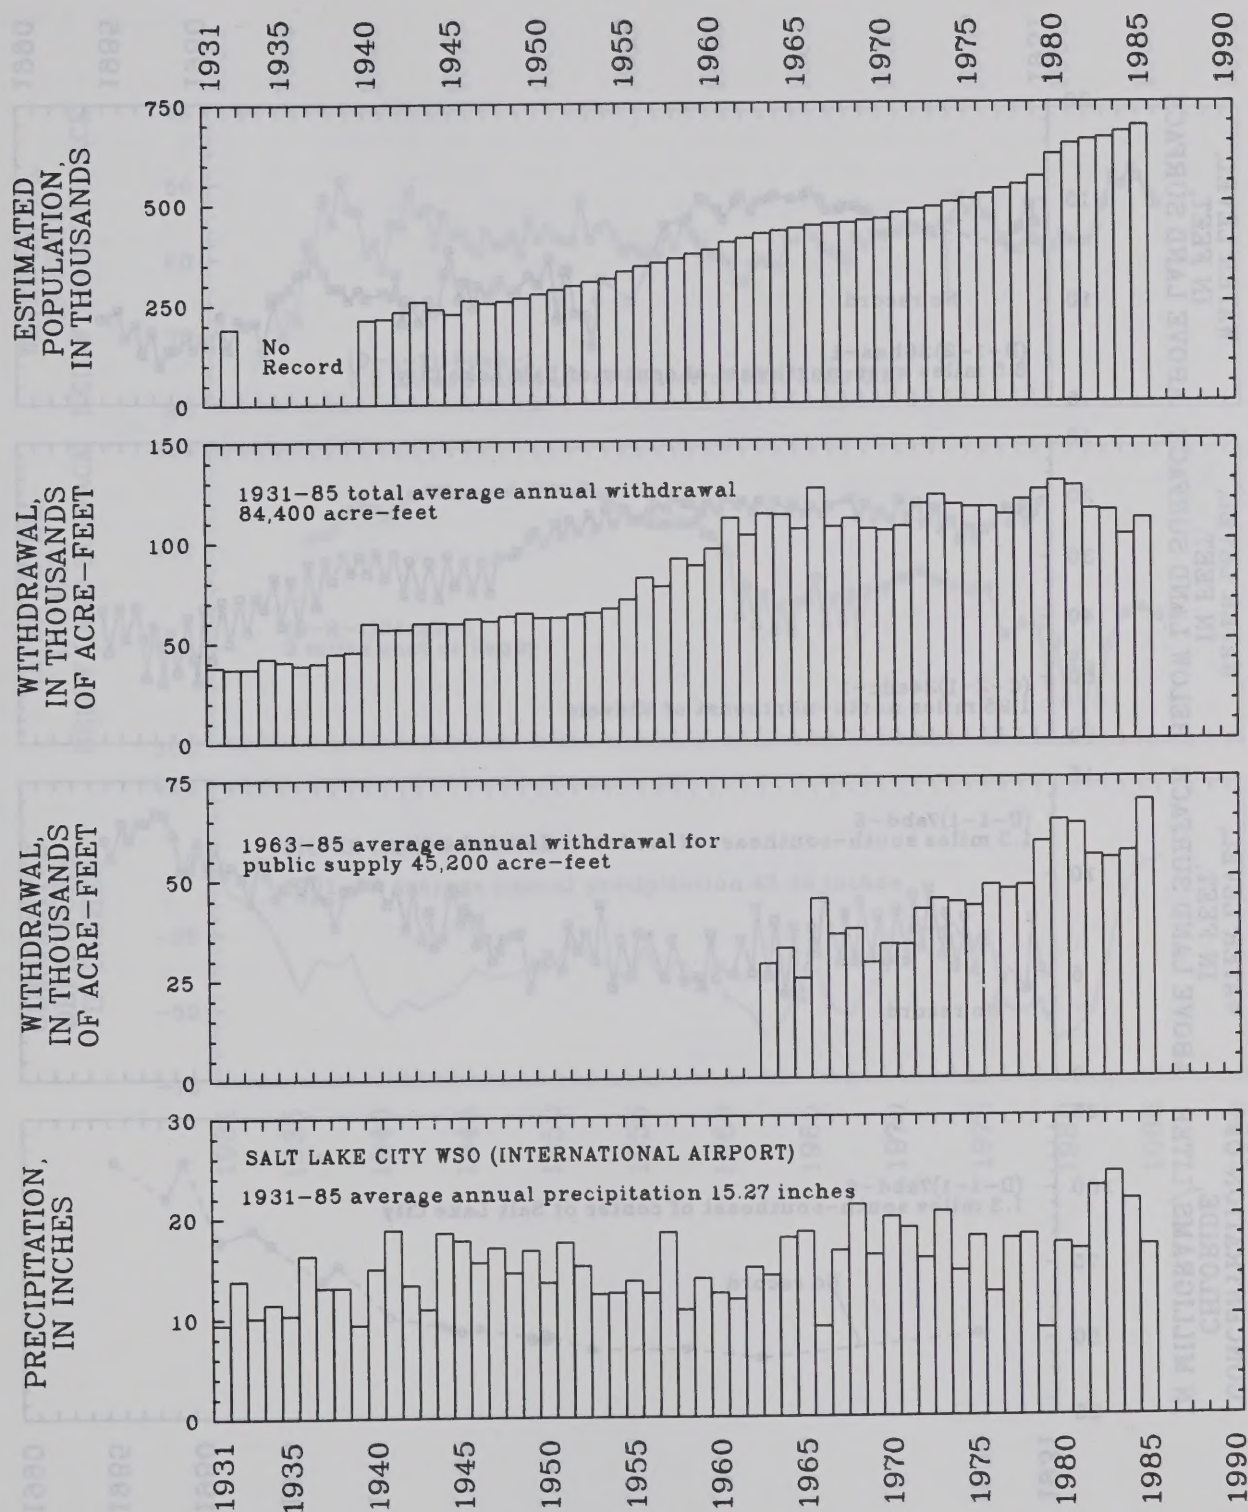 1931 1935 1940 1945 1950 1955 1960 1965 1970 1975 1980 1985 1990
ESTIMATED
POPULATION,
IN THOUSANDS
750
500
250
0
No
Record
WITHDRAWAL,
IN THOUSANDS
OF ACRE-FEET
150
100
50
0
1931-85 total average annual withdrawal
84,400 acre-feet
WITHDRAWAL,
IN THOUSANDS
OF ACRE-FEET
75
50
25
0
1963-85 average annual withdrawal for
public supply 45,200 acre-feet
PRECIPITATION,
IN INCHES
30
20
10
0
SALT LAKE CITY WSO (INTERNATIONAL AIRPORT)
1931-85 average annual precipitation 15.27 inches
1931 1935 1940 1945 1950 1955 1960 1965 1970 1975 1980 1985 1990